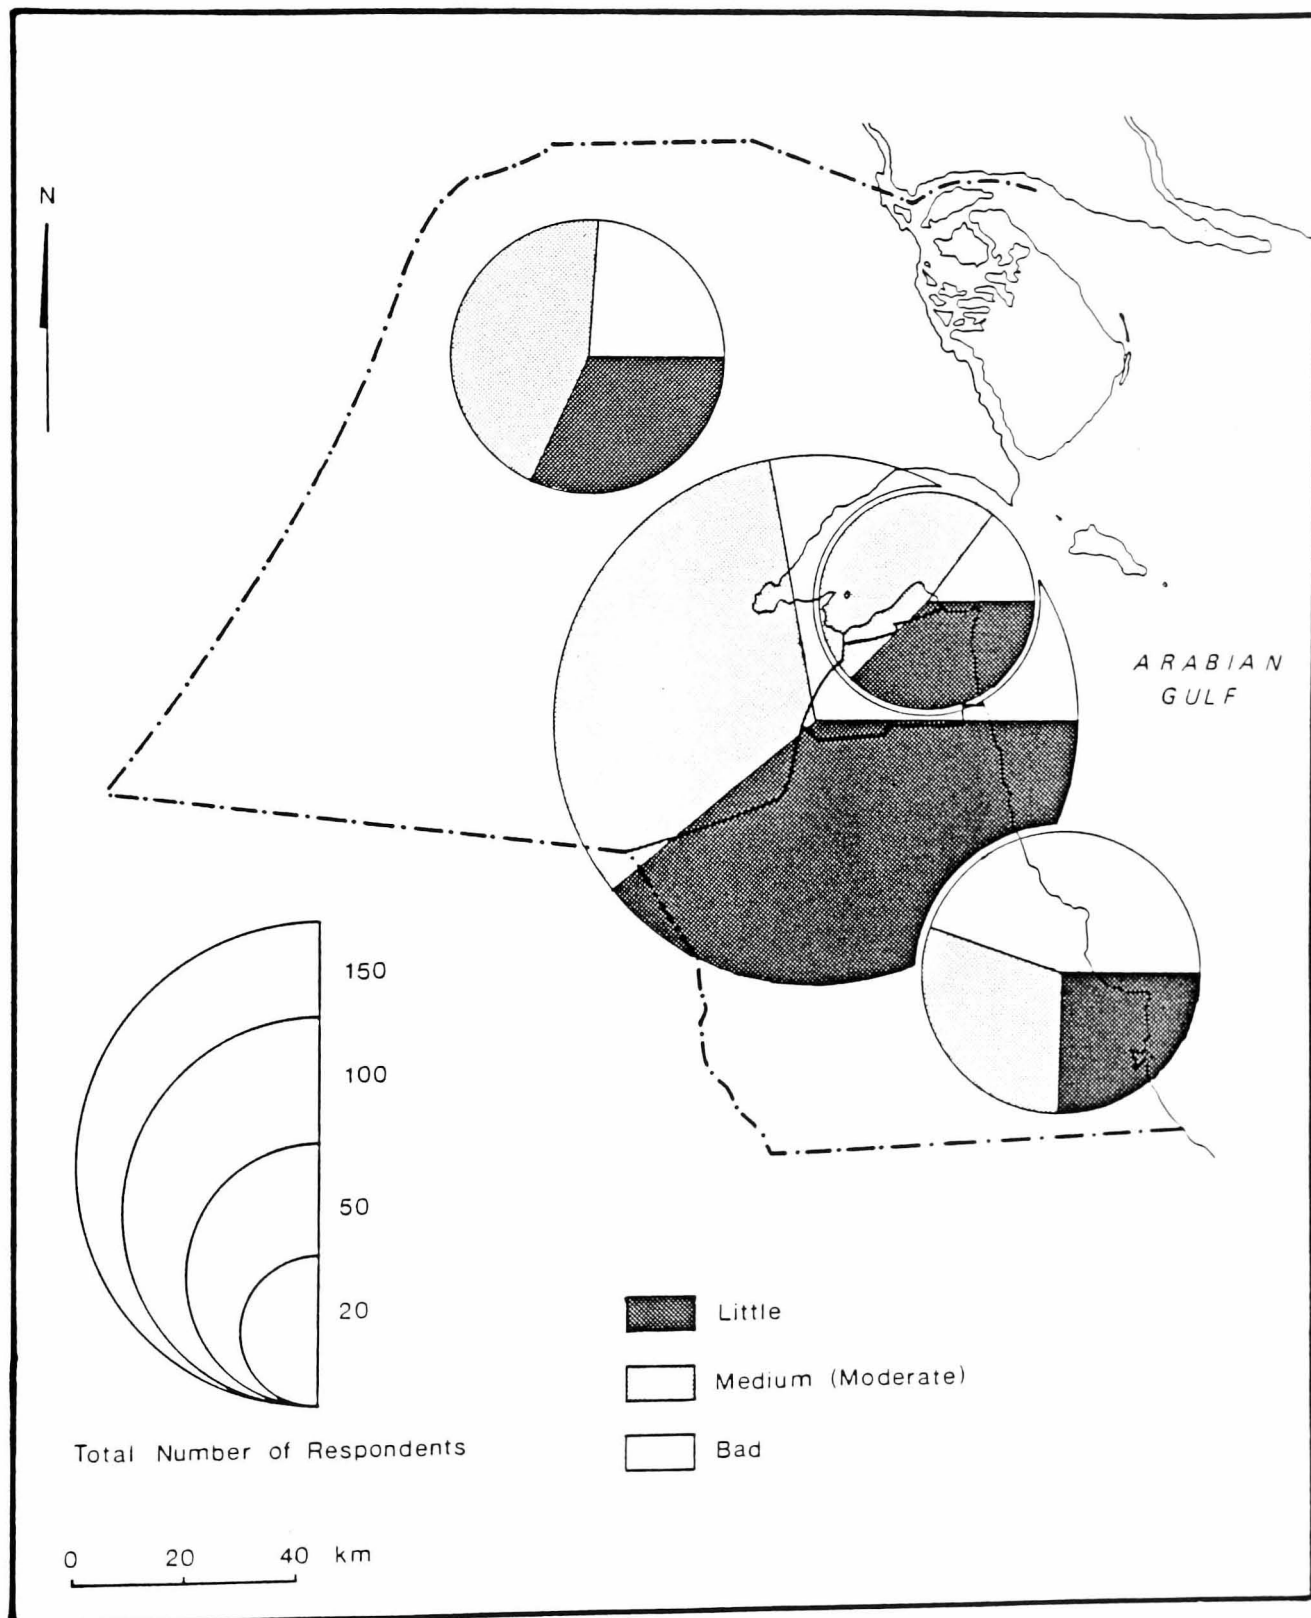 N
ARABIAN
GULF
150
100
50
20
Total Number of Respondents
Little
Medium (Moderate)
Bad
0 20 40 km